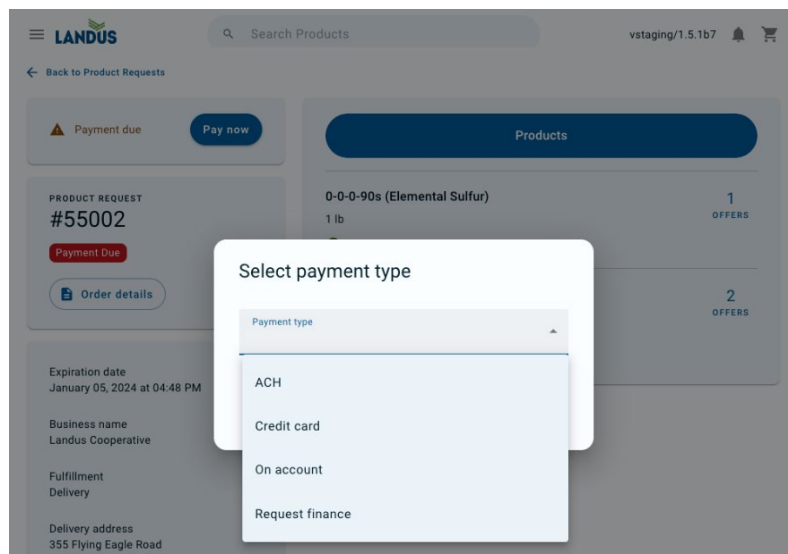 LANDUS
Search Products
vstaging/1.5.1b7
Back to Product Requests
Payment due
Pay now
Products
PRODUCT REQUEST
#55002
Payment Due
Order details
0-0-0-90s (Elemental Sulfur)
1 lb
1
OFFERS
2
OFFERS
Select payment type
Payment type
ACH
Credit card
On account
Request finance
Expiration date
January 05, 2024 at 04:48 PM
Business name
Landus Cooperative
Fulfillment
Delivery
Delivery address
355 Flying Eagle Road